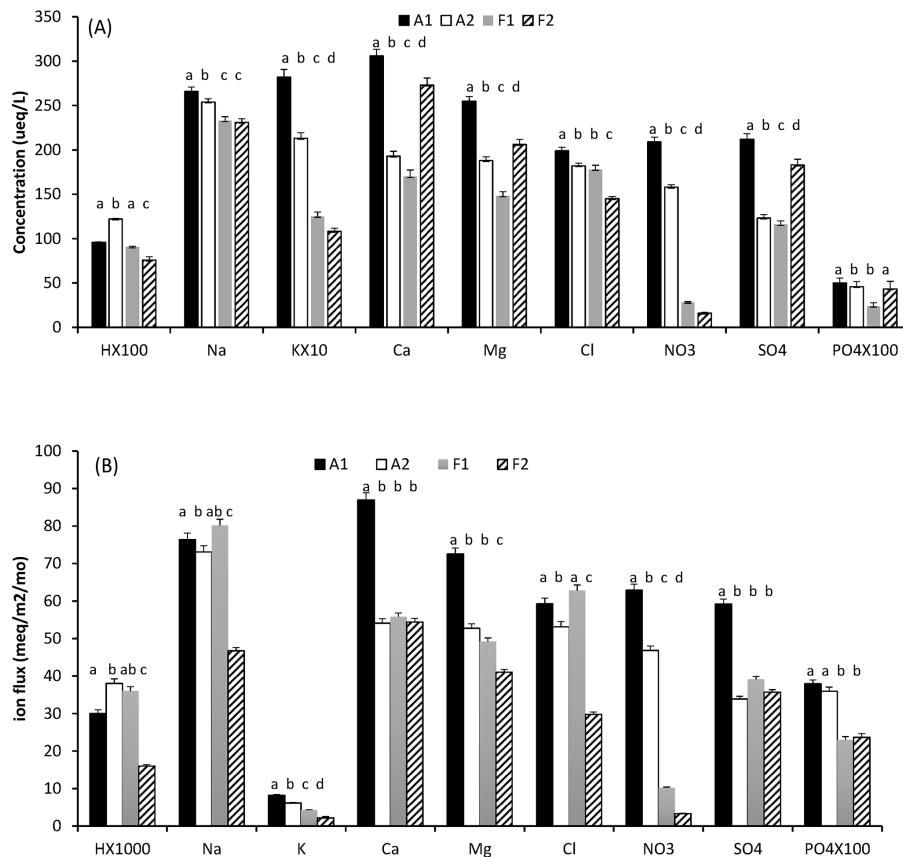 (A)
A1 A2 F1 F2
Concentration (ueq/L)
350
300
250
200
150
100
50
0
a b a c
a b c c
a b c d
a b c d
a b c d
a b b c
a b c d
a b c d
a b b a
HX100 Na KX10 Ca Mg Cl NO3 SO4 PO4X100
(B)
A1 A2 F1 F2
ion flux (meq/m2/mo)
100
90
80
70
60
50
40
30
20
10
0
a b ab c
a b ab c
a b c d
a b b b
a b b c
a b a c
a b c d
a b b b
a a b b
HX1000 Na K Ca Mg Cl NO3 SO4 PO4X100